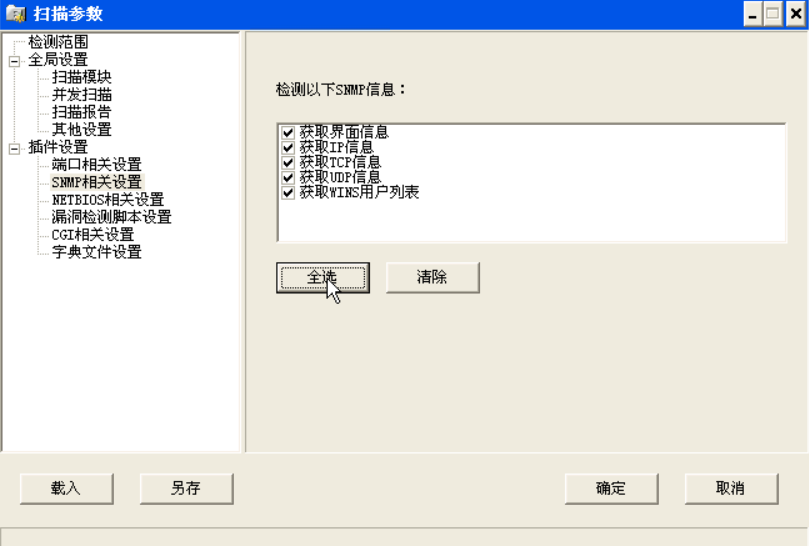 扫描参数
检测范围
全局设置
扫描模块
并发扫描
扫描报告
其他设置
插件设置
端口相关设置
SNMP相关设置
NETBIOS相关设置
漏洞检测脚本设置
CGI相关设置
字典文件设置
检测以下SNMP信息：
获取界面信息
获取IP信息
获取TCP信息
获取UDP信息
获取WINS用户列表
全选
清除
载入
另存
确定
取消